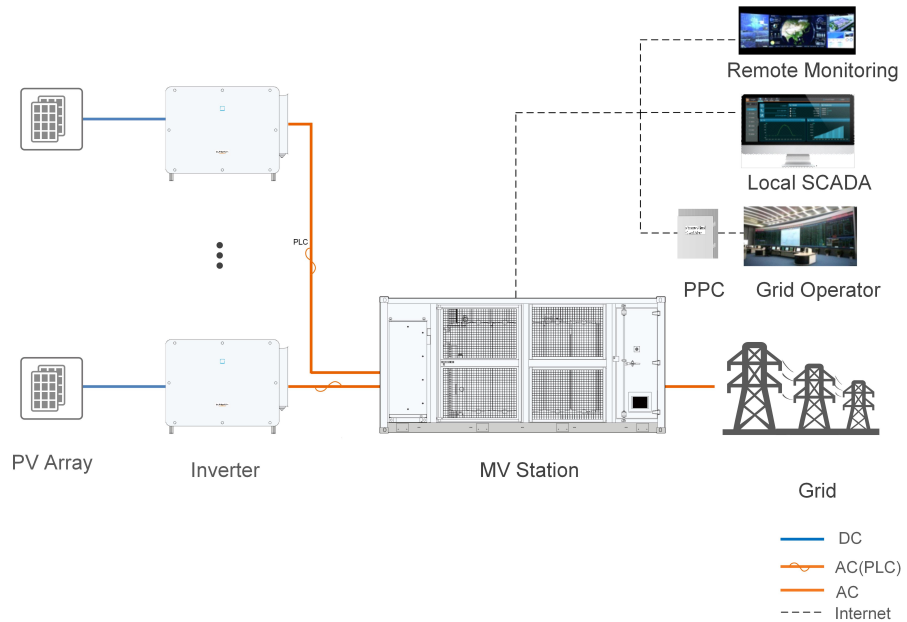 Remote Monitoring
Local SCADA
PLC
PPC
Grid Operator
PV Array
Inverter
MV Station
Grid
DC
AC(PLC)
AC
Internet